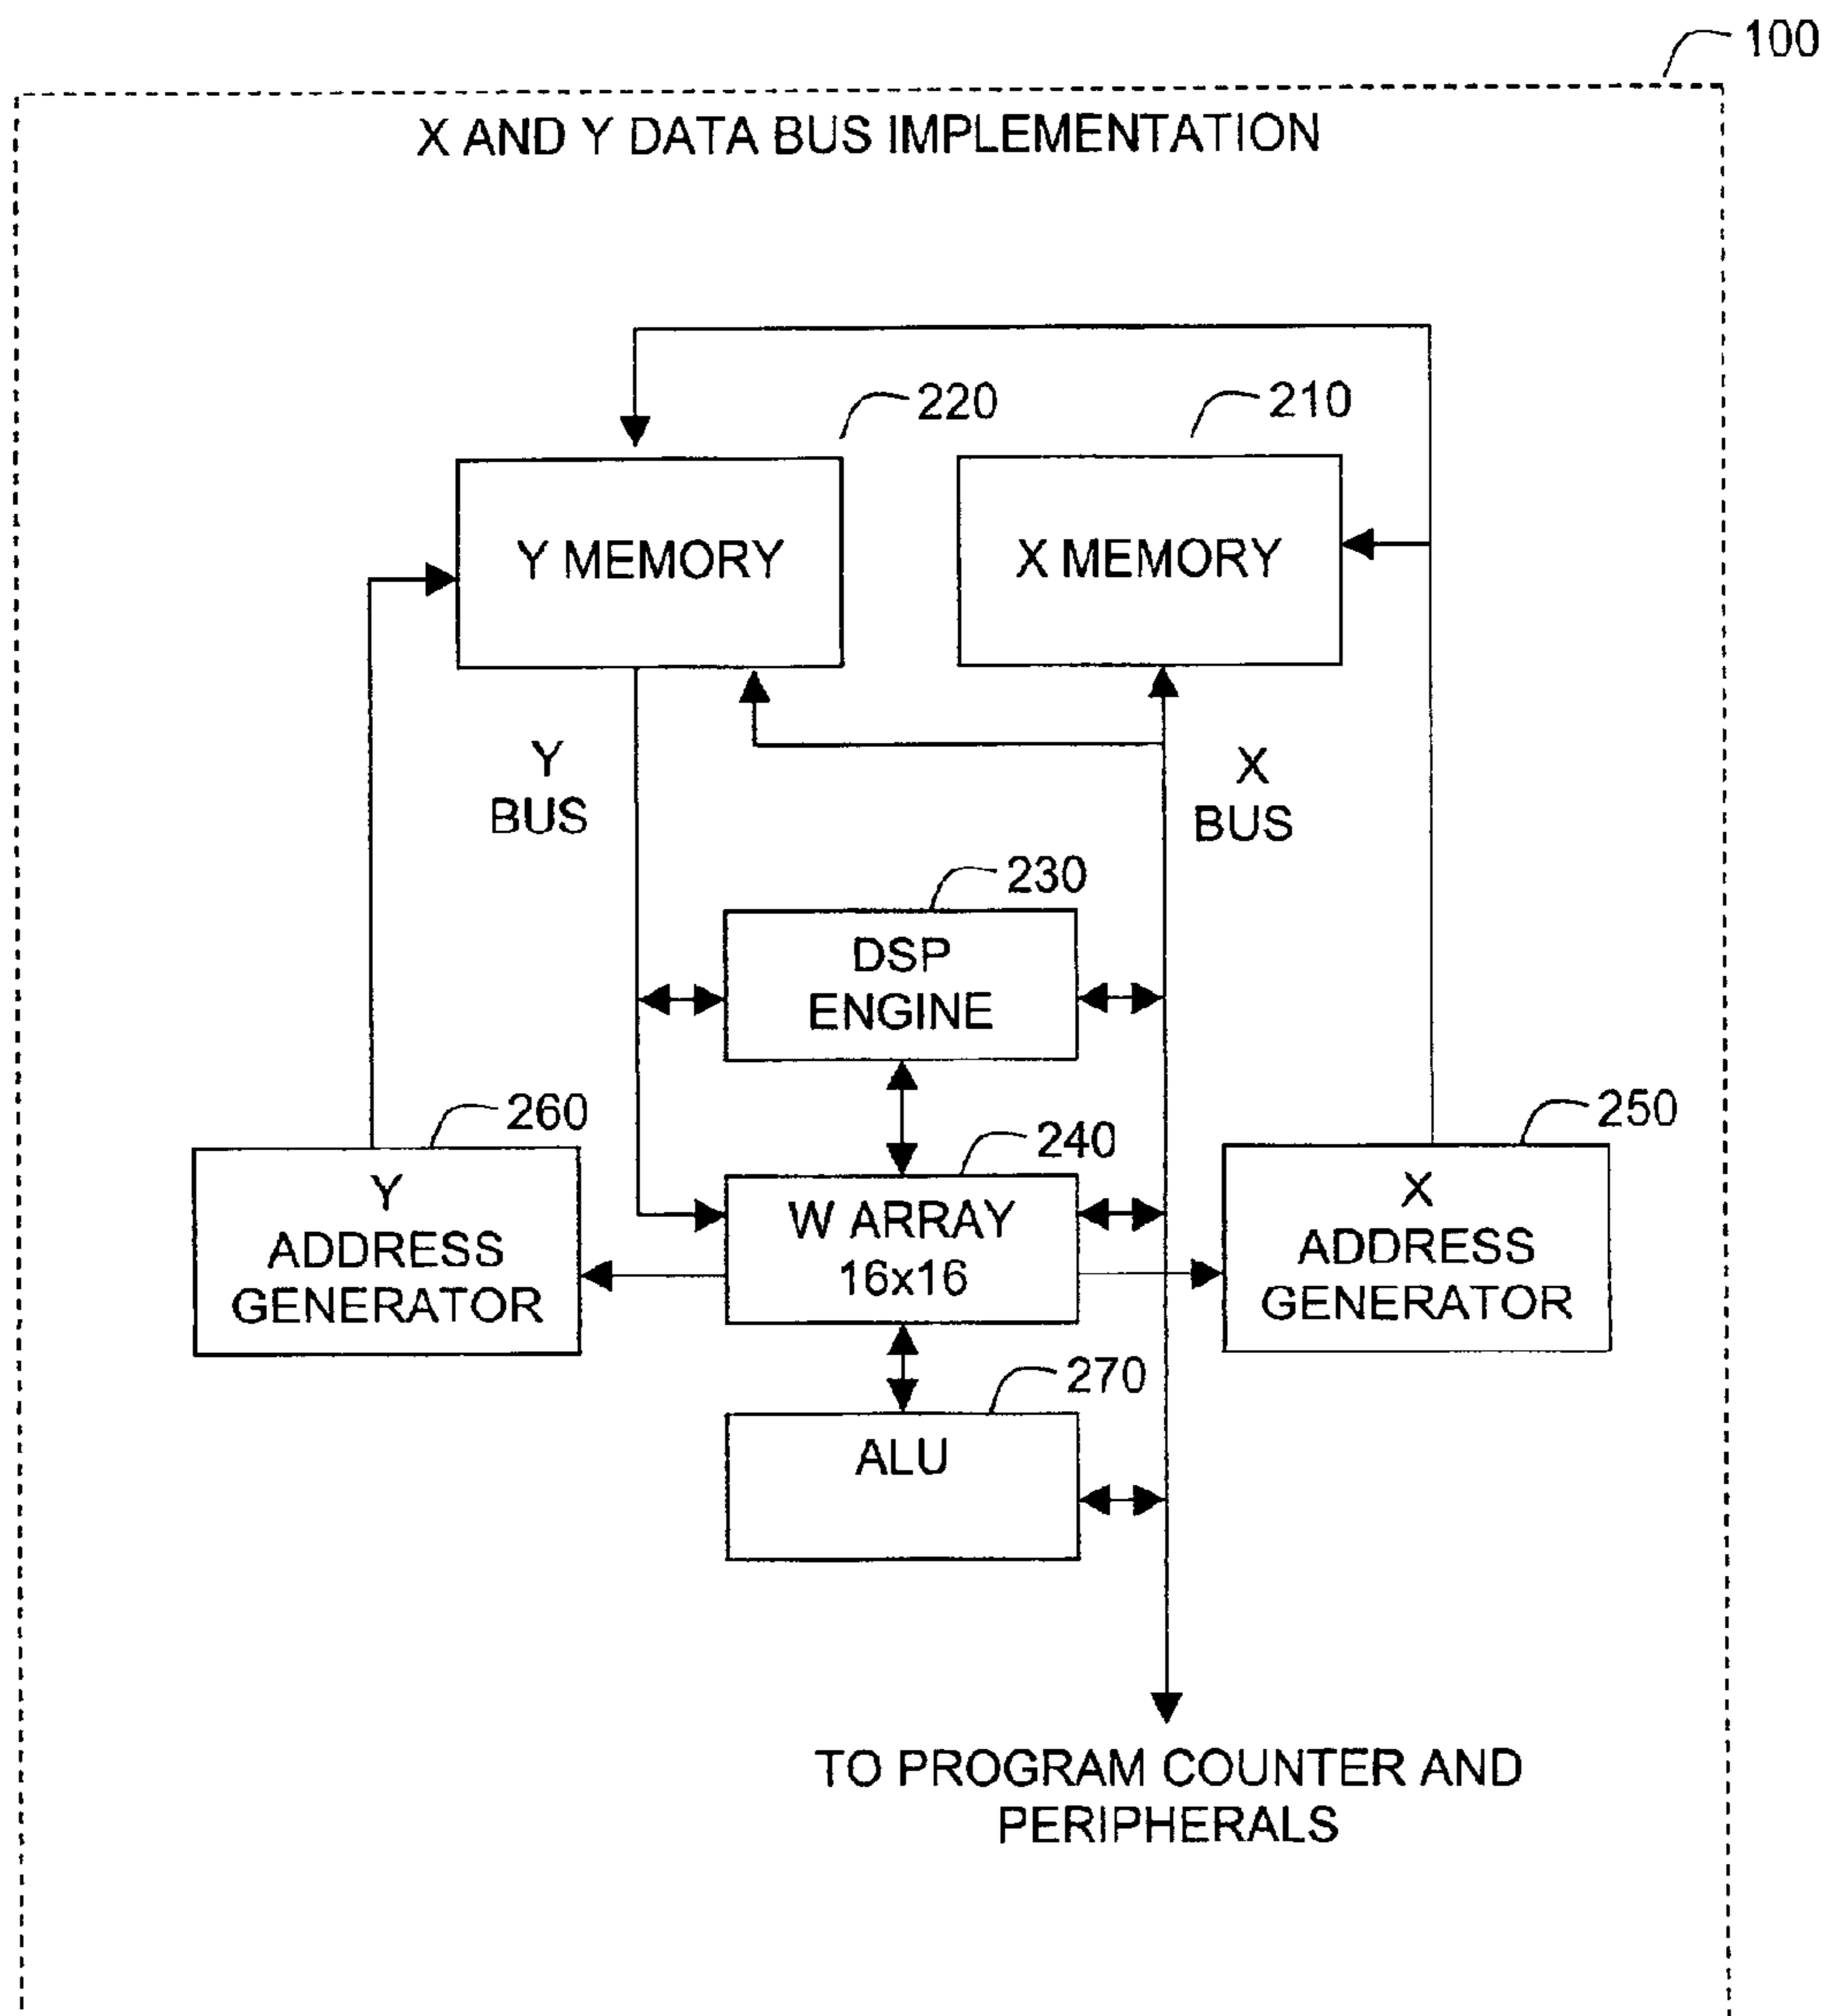 100
X AND Y DATA BUS IMPLEMENTATION
220
210
Y MEMORY
X MEMORY
Y
BUS
X
BUS
230
DSP
ENGINE
260
240
250
Y
ADDRESS
GENERATOR
W ARRAY
16x16
X
ADDRESS
GENERATOR
270
ALU
TO PROGRAM COUNTER AND
PERIPHERALS